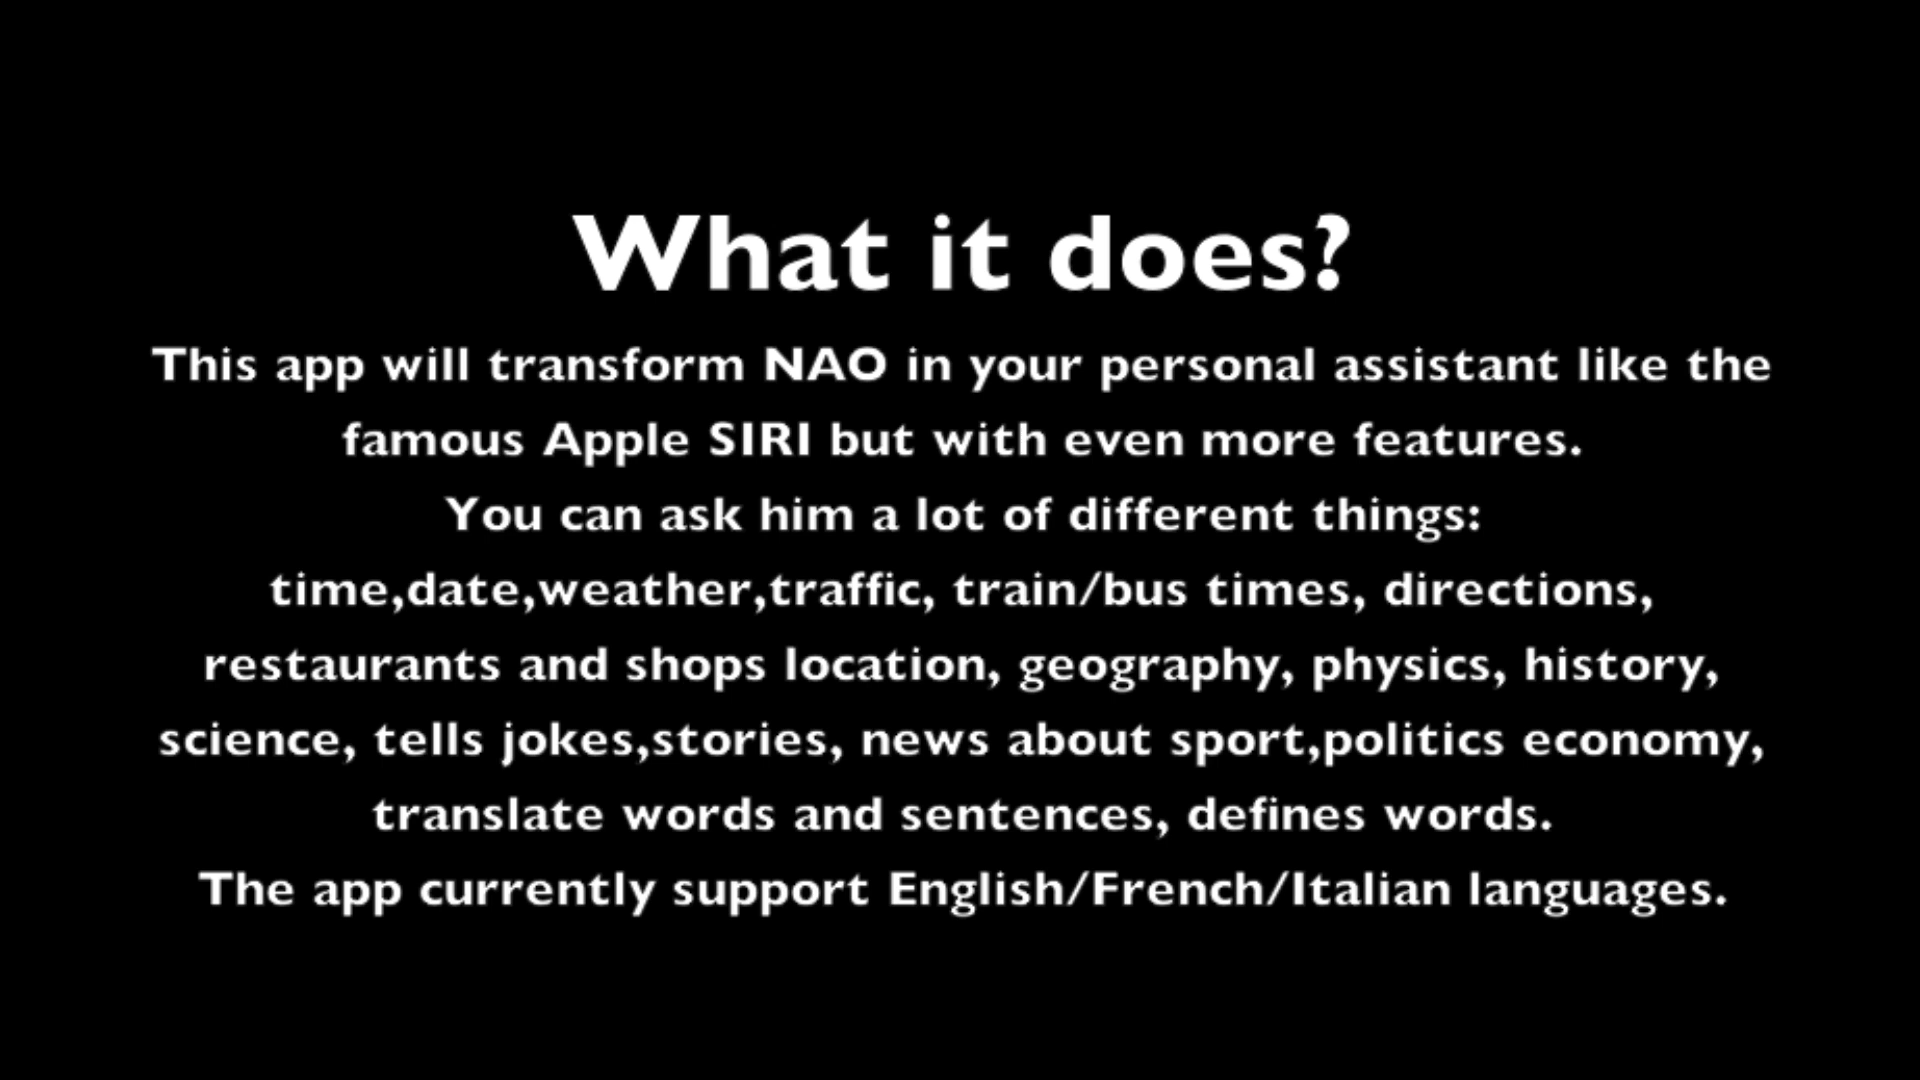 What it does?
This app will transform NAO in your personal assistant like the
famous Apple SIRI but with even more features.
You can ask him a lot of different things:
time,date,weather,traffic, train/bus times, directions,
restaurants and shops location, geography, physics, history,
science, tells jokes,stories, news about sport,politics economy,
translate words and sentences, defines words.
The app currently support English/French/Italian languages.